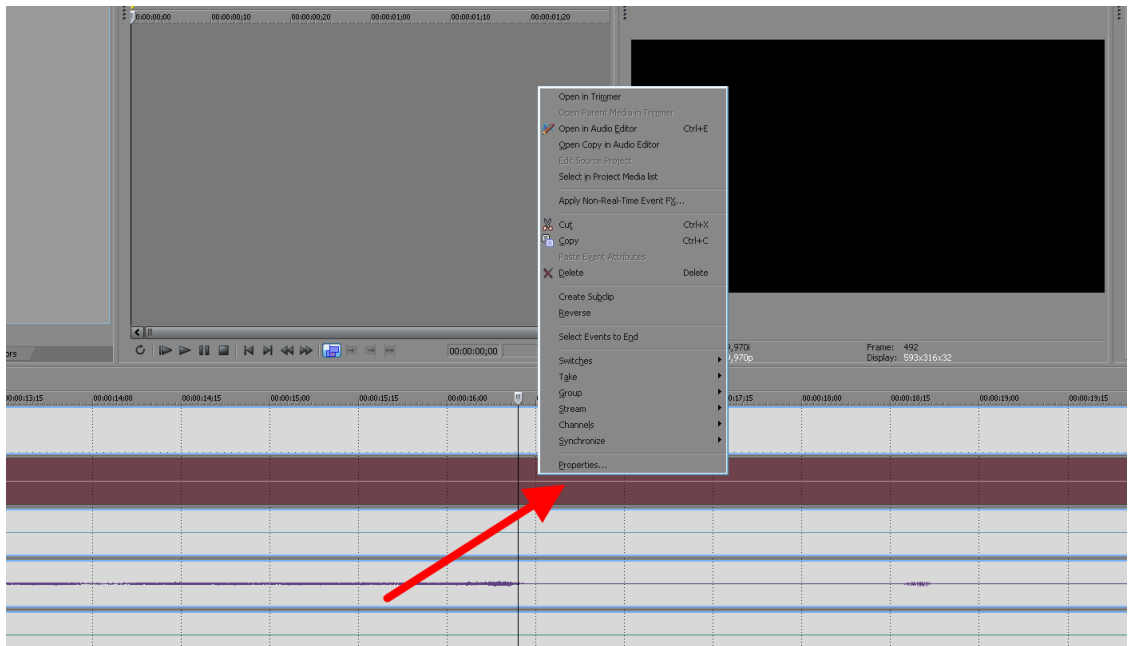 0:00:00;00 00:00:00;10 00:00:00;20 00:00:01;00 00:00:01;10 00:00:01;20
Open in Trimmer
Open Parent Media in Trimmer
Open in Audio Editor Ctrl+E
Open Copy in Audio Editor
Edit Source Project
Select in Project Media list
Apply Non-Real-Time Event FX...
Cut Ctrl+X
Copy Ctrl+C
Paste Event Attributes
Delete Delete
Create Subclip
Reverse
Select Events to End
Switches
Take
Group
Stream
Channels
Synchronize
Properties...
00:00:00;00
9,970i Frame: 492
9,970p Display: 593x316x32
ors
0:00:13;15 00:00:14;00 00:00:14;15 00:00:15;00 00:00:15;15 00:00:16;00 0:17;15 00:00:18;00 00:00:18;15 00:00:19;00 00:00:19;15